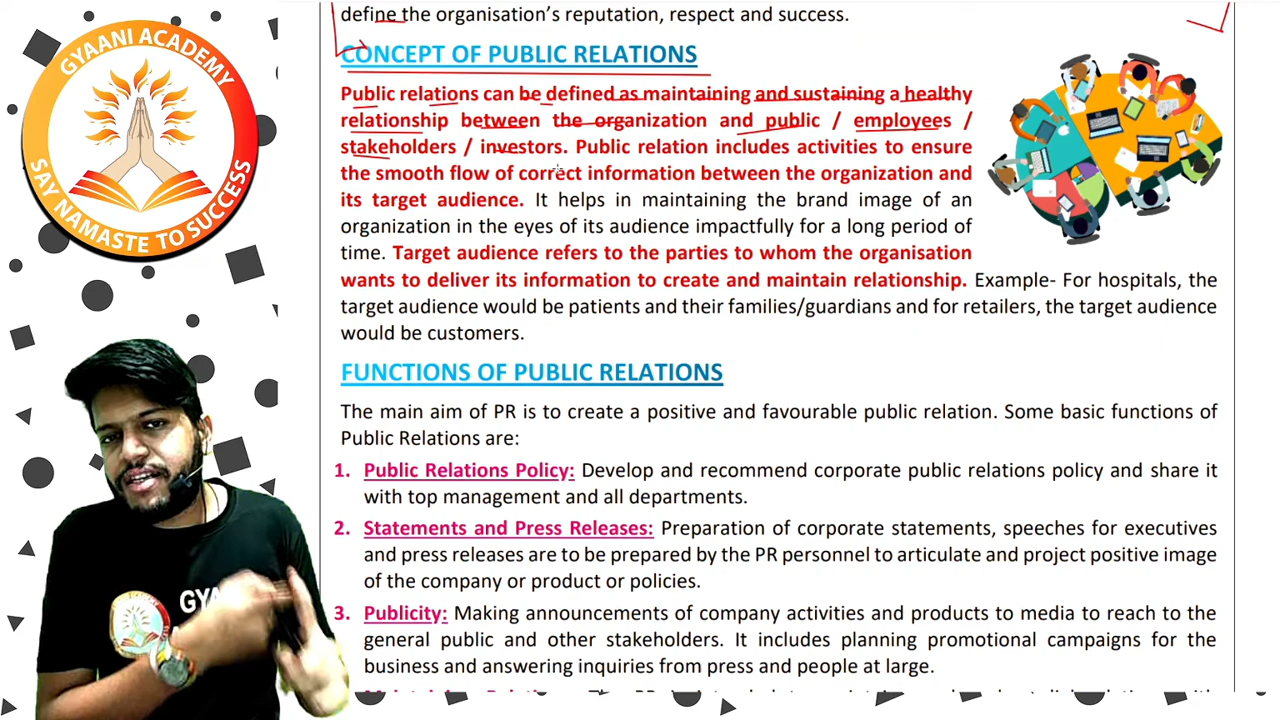 GYAANI ACADEMY
SAY NAMASTE TO SUCCESS
define the organisation's reputation, respect and success.
CONCEPT OF PUBLIC RELATIONS
Public relations can be defined as maintaining and sustaining a healthy
relationship between the organization and public / employees /
stakeholders / investors. Public relation includes activities to ensure
the smooth flow of correct information between the organization and
its target audience. It helps in maintaining the brand image of an
organization in the eyes of its audience impactfully for a long period of
time. Target audience refers to the parties to whom the organisation
wants to deliver its information to create and maintain relationship. Example- For hospitals, the
target audience would be patients and their families/guardians and for retailers, the target audience
would be customers.
FUNCTIONS OF PUBLIC RELATIONS
The main aim of PR is to create a positive and favourable public relation. Some basic functions of
Public Relations are:
1. Public Relations Policy: Develop and recommend corporate public relations policy and share it
with top management and all departments.
2. Statements and Press Releases: Preparation of corporate statements, speeches for executives
and press releases are to be prepared by the PR personnel to articulate and project positive image
of the company or product or policies.
3. Publicity: Making announcements of company activities and products to media to reach to the
general public and other stakeholders. It includes planning promotional campaigns for the
business and answering inquiries from press and people at large.